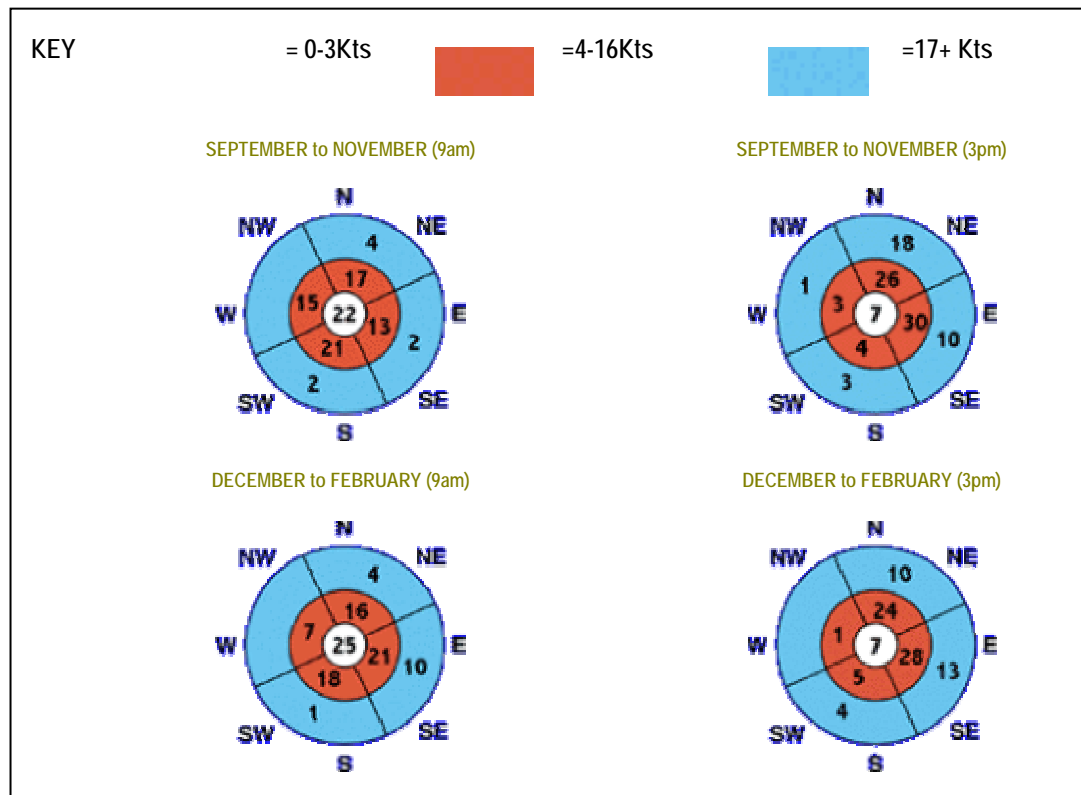 KEY = 0-3Kts =4-16Kts =17+ Kts
SEPTEMBER to NOVEMBER (9am)
N
NW NE
4
17
W 15 22 13 E
21 2
2
SW SE
S
SEPTEMBER to NOVEMBER (3pm)
N
NW NE
18
26
1 3 7 30
W E
4 10
3
SW SE
S
DECEMBER to FEBRUARY (9am)
N
NW NE
4
16
7
W 25 21 E
18 10
1
SW SE
S
DECEMBER to FEBRUARY (3pm)
N
NW NE
10
24
1
W 7 28 E
5 13
4
SW SE
S